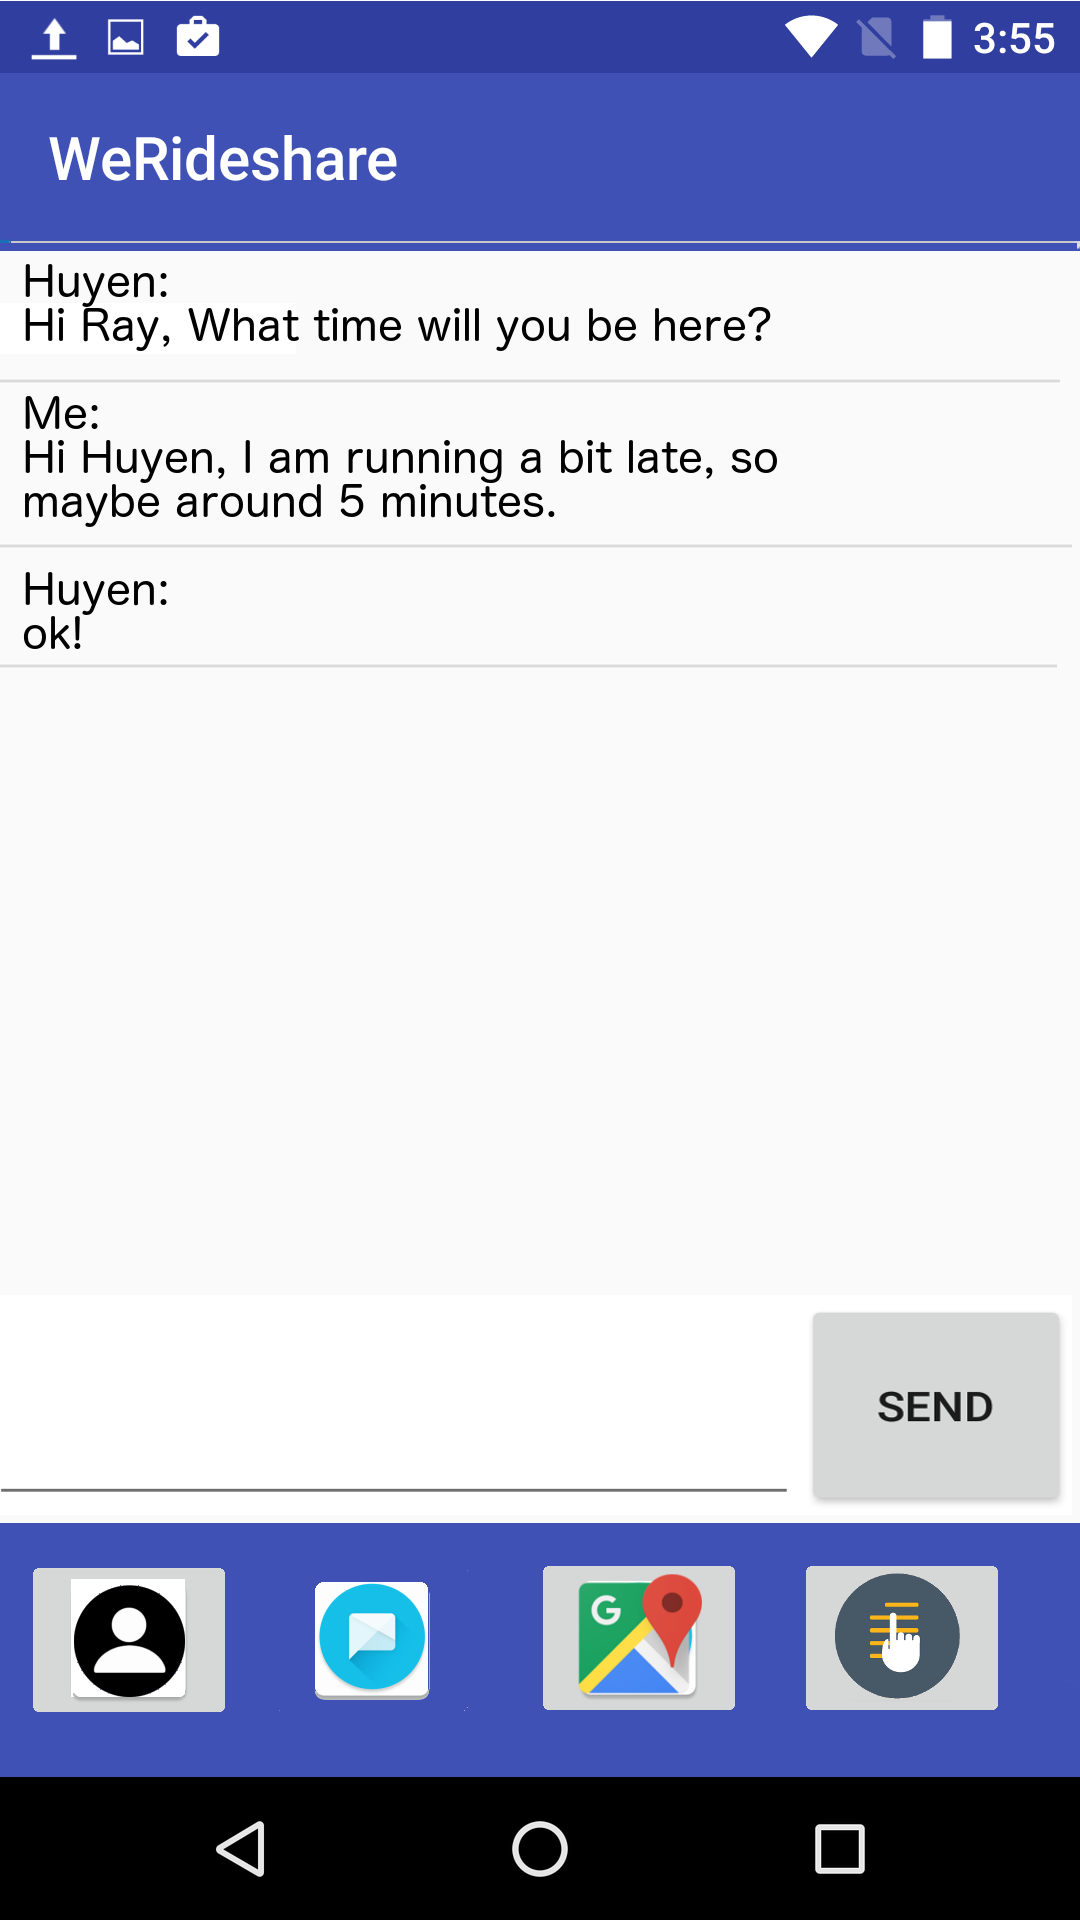 3:55
WeRideshare
Huyen:
Hi Ray, What time will you be here?
Me:
Hi Huyen, I am running a bit late, so
maybe around 5 minutes.
Huyen:
ok!
SEND
G